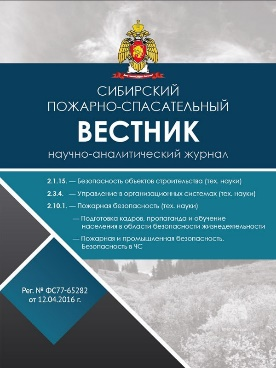 СИБИРСКИЙ
ПОЖАРНО-СПАСАТЕЛЬНЫЙ
ВЕСТНИК
научно-аналитический журнал
2.1.15. — Безопасность объектов строительства (тех. науки)
2.3.4. — Управление в организационных системах (тех. науки)
2.10.1. — Пожарная безопасность (тех. науки)
— Подготовка кадров, пропаганда и обучение
населения в области безопасности жизнедеятельности
— Пожарная и промышленная безопасность.
Безопасность в ЧС
Рег. № ФС77-65282
от 12.04.2016 г.